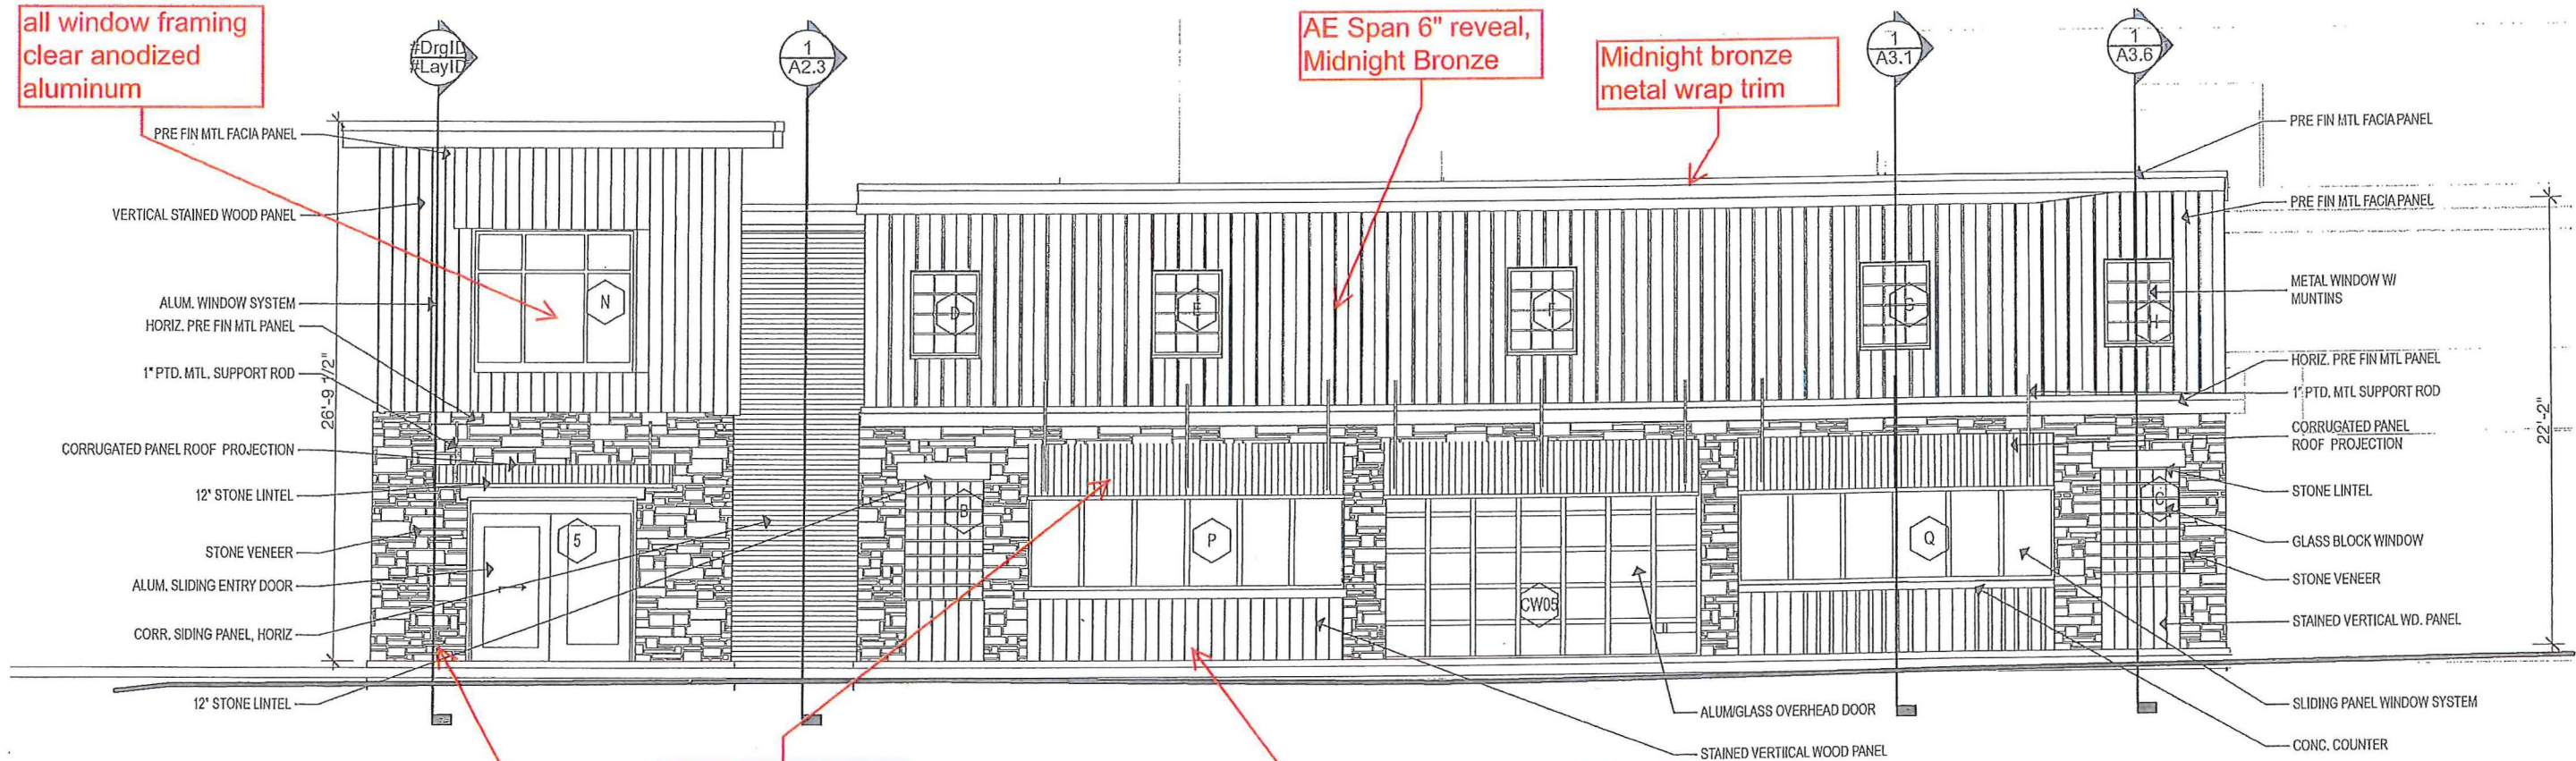 all window framing
clear anodized
aluminum
#DrgID
#LayID
1
A2.3
AE Span 6" reveal,
Midnight Bronze
Midnight bronze
metal wrap trim
1
A3.1
1
A3.6
PRE FIN MTL FACIA PANEL
VERTICAL STAINED WOOD PANEL
ALUM. WINDOW SYSTEM
HORIZ. PRE FIN MTL PANEL
1" PTD. MTL. SUPPORT ROD
26'-9 1/2"
CORRUGATED PANEL ROOF PROJECTION
12" STONE LINTEL
STONE VENEER
ALUM. SLIDING ENTRY DOOR
CORR. SIDING PANEL, HORIZ
12" STONE LINTEL
N
D
E
F
G
H
5
B
P
CW05
Q
C
PRE FIN MTL FACIA PANEL
PRE FIN MTL FACIA PANEL
METAL WINDOW W/
MUNTINS
HORIZ. PRE FIN MTL PANEL
1" PTD. MTL SUPPORT ROD
CORRUGATED PANEL
ROOF PROJECTION
22'-2"
STONE LINTEL
GLASS BLOCK WINDOW
STONE VENEER
STAINED VERTICAL WD. PANEL
SLIDING PANEL WINDOW SYSTEM
CONC. COUNTER
ALUM/GLASS OVERHEAD DOOR
STAINED VERTIICAL WOOD PANEL